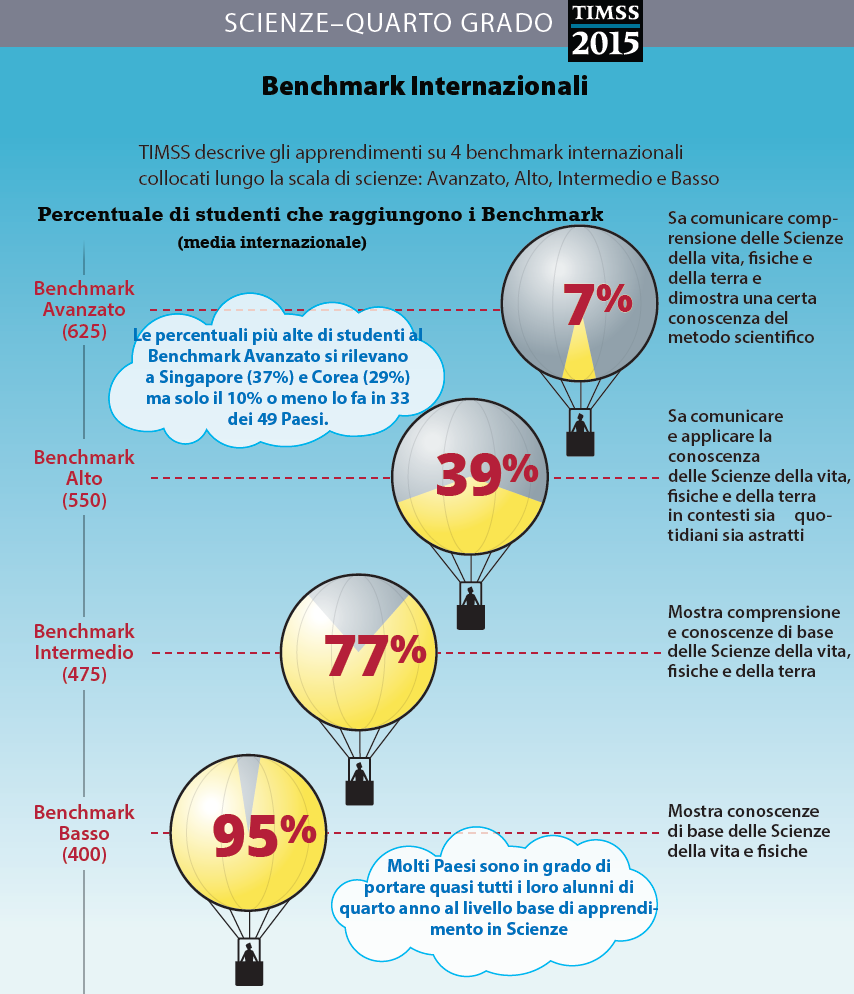 SCIENZE–QUARTO GRADO
TIMSS
2015
Benchmark Internazionali
TIMSS descrive gli apprendimenti su 4 benchmark internazionali
collocati lungo la scala di scienze: Avanzato, Alto, Intermedio e Basso
Percentuale di studenti che raggiungono i Benchmark
(media internazionale)
Benchmark
Avanzato
(625)
Le percentuali più alte di studenti al
Benchmark Avanzato si rilevano
a Singapore (37%) e Corea (29%)
ma solo il 10% o meno lo fa in 33
dei 49 Paesi.
7%
Sa comunicare comp-
rensione delle Scienze
della vita, fisiche e
della terra e
dimostra una certa
conoscenza del
metodo scientifico
Benchmark
Alto
(550)
39%
Sa comunicare
e applicare la
conoscenza
delle Scienze della vita,
fisiche e della terra
in contesti sia quo-
tidiani sia astratti
Benchmark
Intermedio
(475)
77%
Mostra comprensione
e conoscenze di base
delle Scienze della vita,
fisiche e della terra
Benchmark
Basso
(400)
95%
Mostra conoscenze
di base delle Scienze
della vita e fisiche
Molti Paesi sono in grado di
portare quasi tutti i loro alunni di
quarto anno al livello base di apprendi-
mento in Scienze